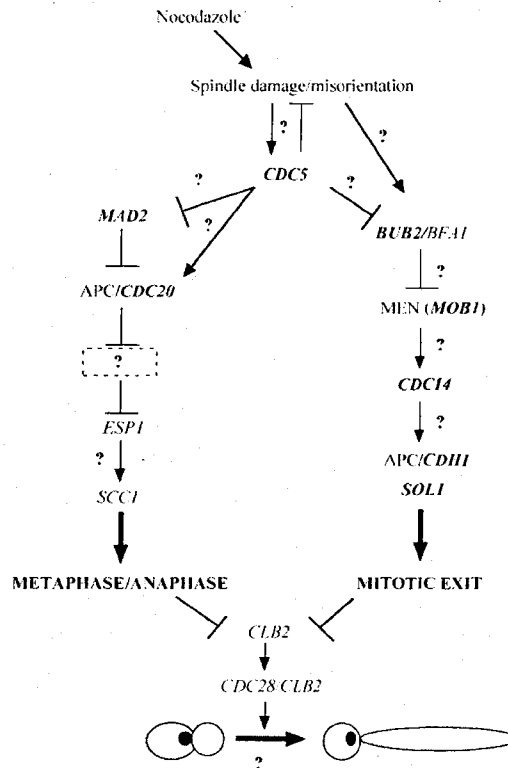 Nocodazole
Spindle damage/misorientation
?
?
CDC5
?
?
?
MAD2
BUB2/BFA1
?
APC/CDC20
MEN (MOB1)
?
?
CDC14
ESP1
?
?
APC/CDH1
SCC1
SOL1
METAPHASE/ANAPHASE
MITOTIC EXIT
CLB2
CDC28/CLB2
?